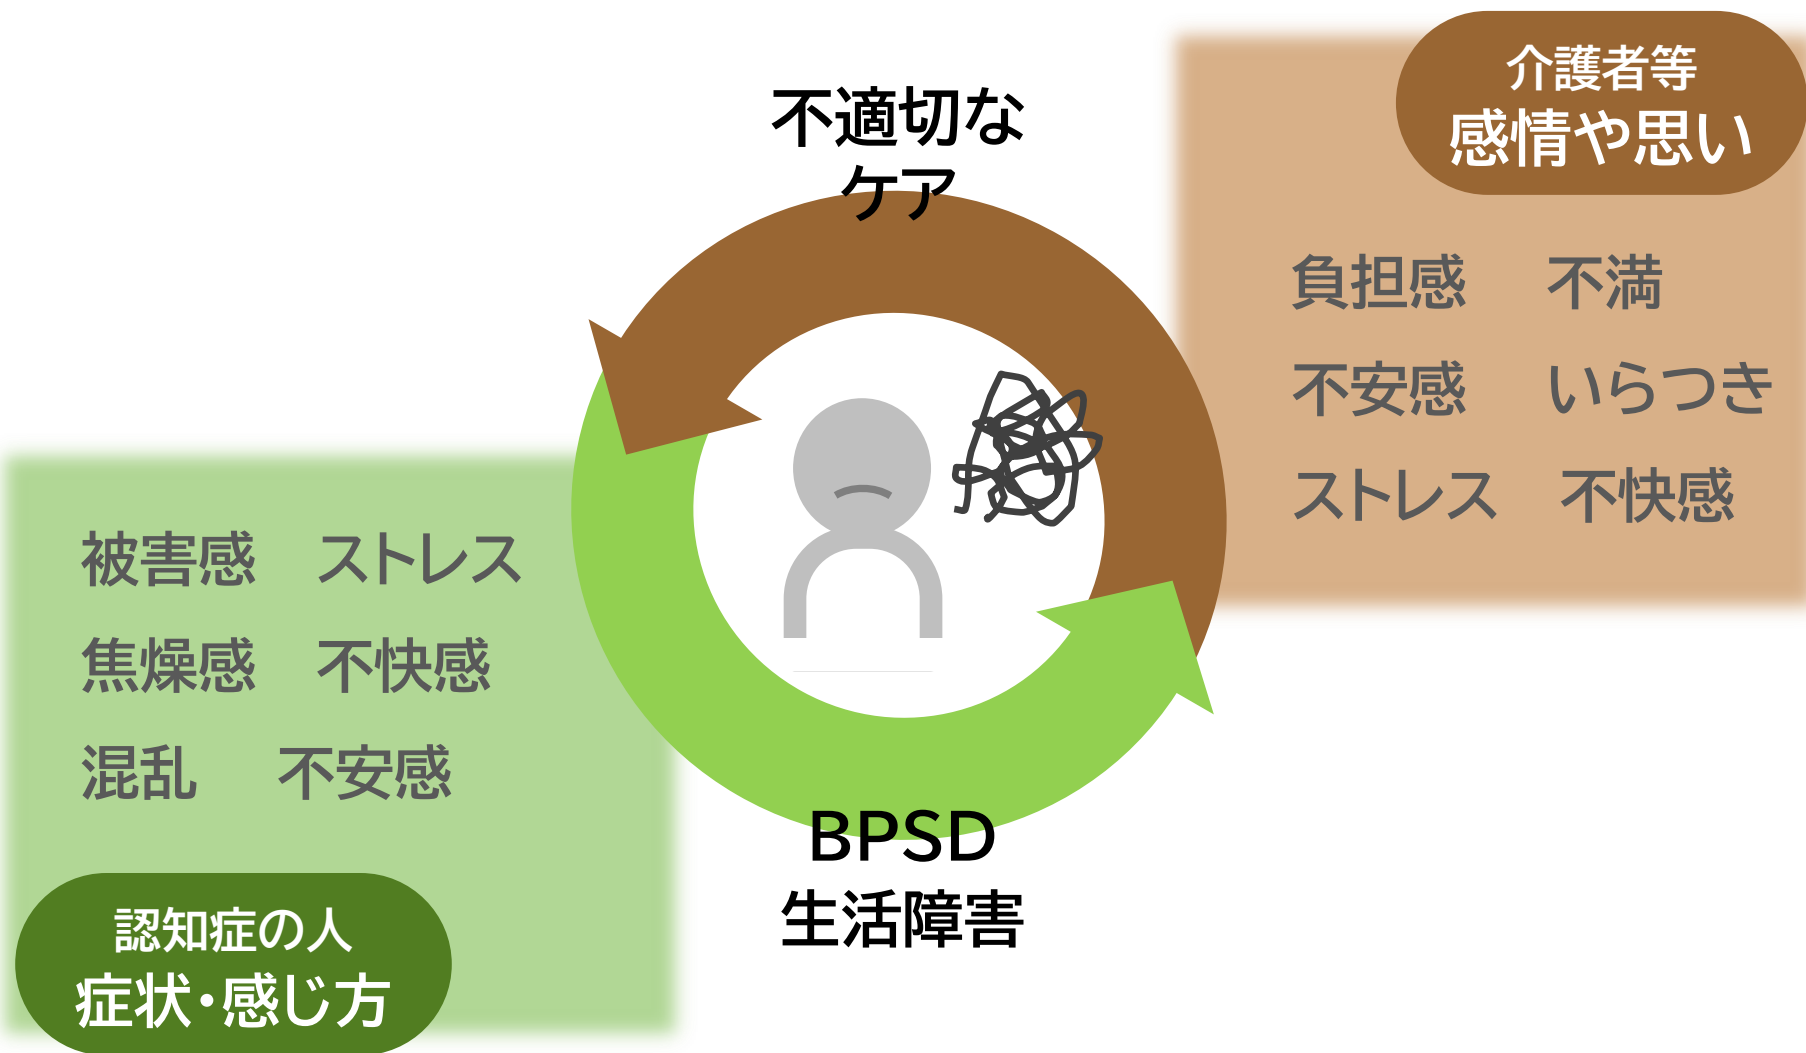 不適切な
ケア
介護者等
感情や思い
負担感 不満
不安感 いらつき
ストレス 不快感
被害感 ストレス
焦燥感 不快感
混乱 不安感
BPSD
生活障害
認知症の人
症状・感じ方